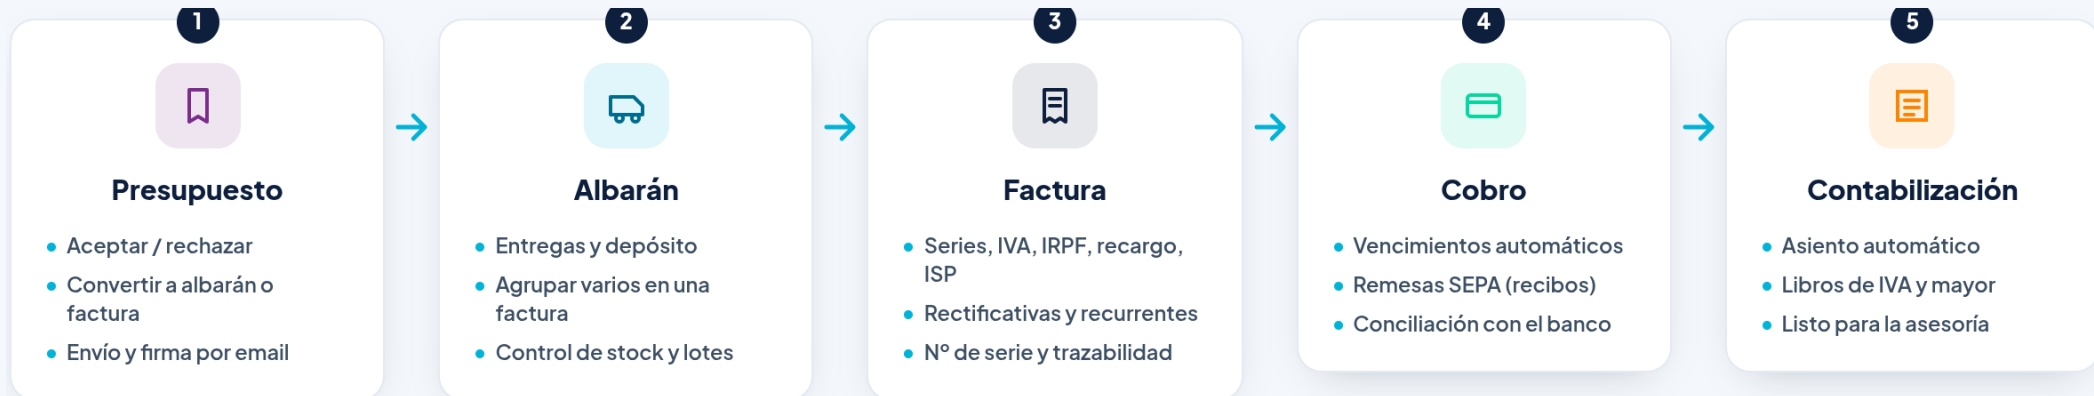 1
Presupuesto
Aceptar / rechazar
Convertir a albarán o
factura
Envío y firma por email
2
Albarán
Entregas y depósito
Agrupar varios en una
factura
Control de stock y lotes
3
Factura
Series, IVA, IRPF, recargo,
ISP
Rectificativas y recurrentes
Nº de serie y trazabilidad
4
Cobro
Vencimientos automáticos
Remesas SEPA (recibos)
Conciliación con el banco
5
Contabilización
Asiento automático
Libros de IVA y mayor
Listo para la asesoría